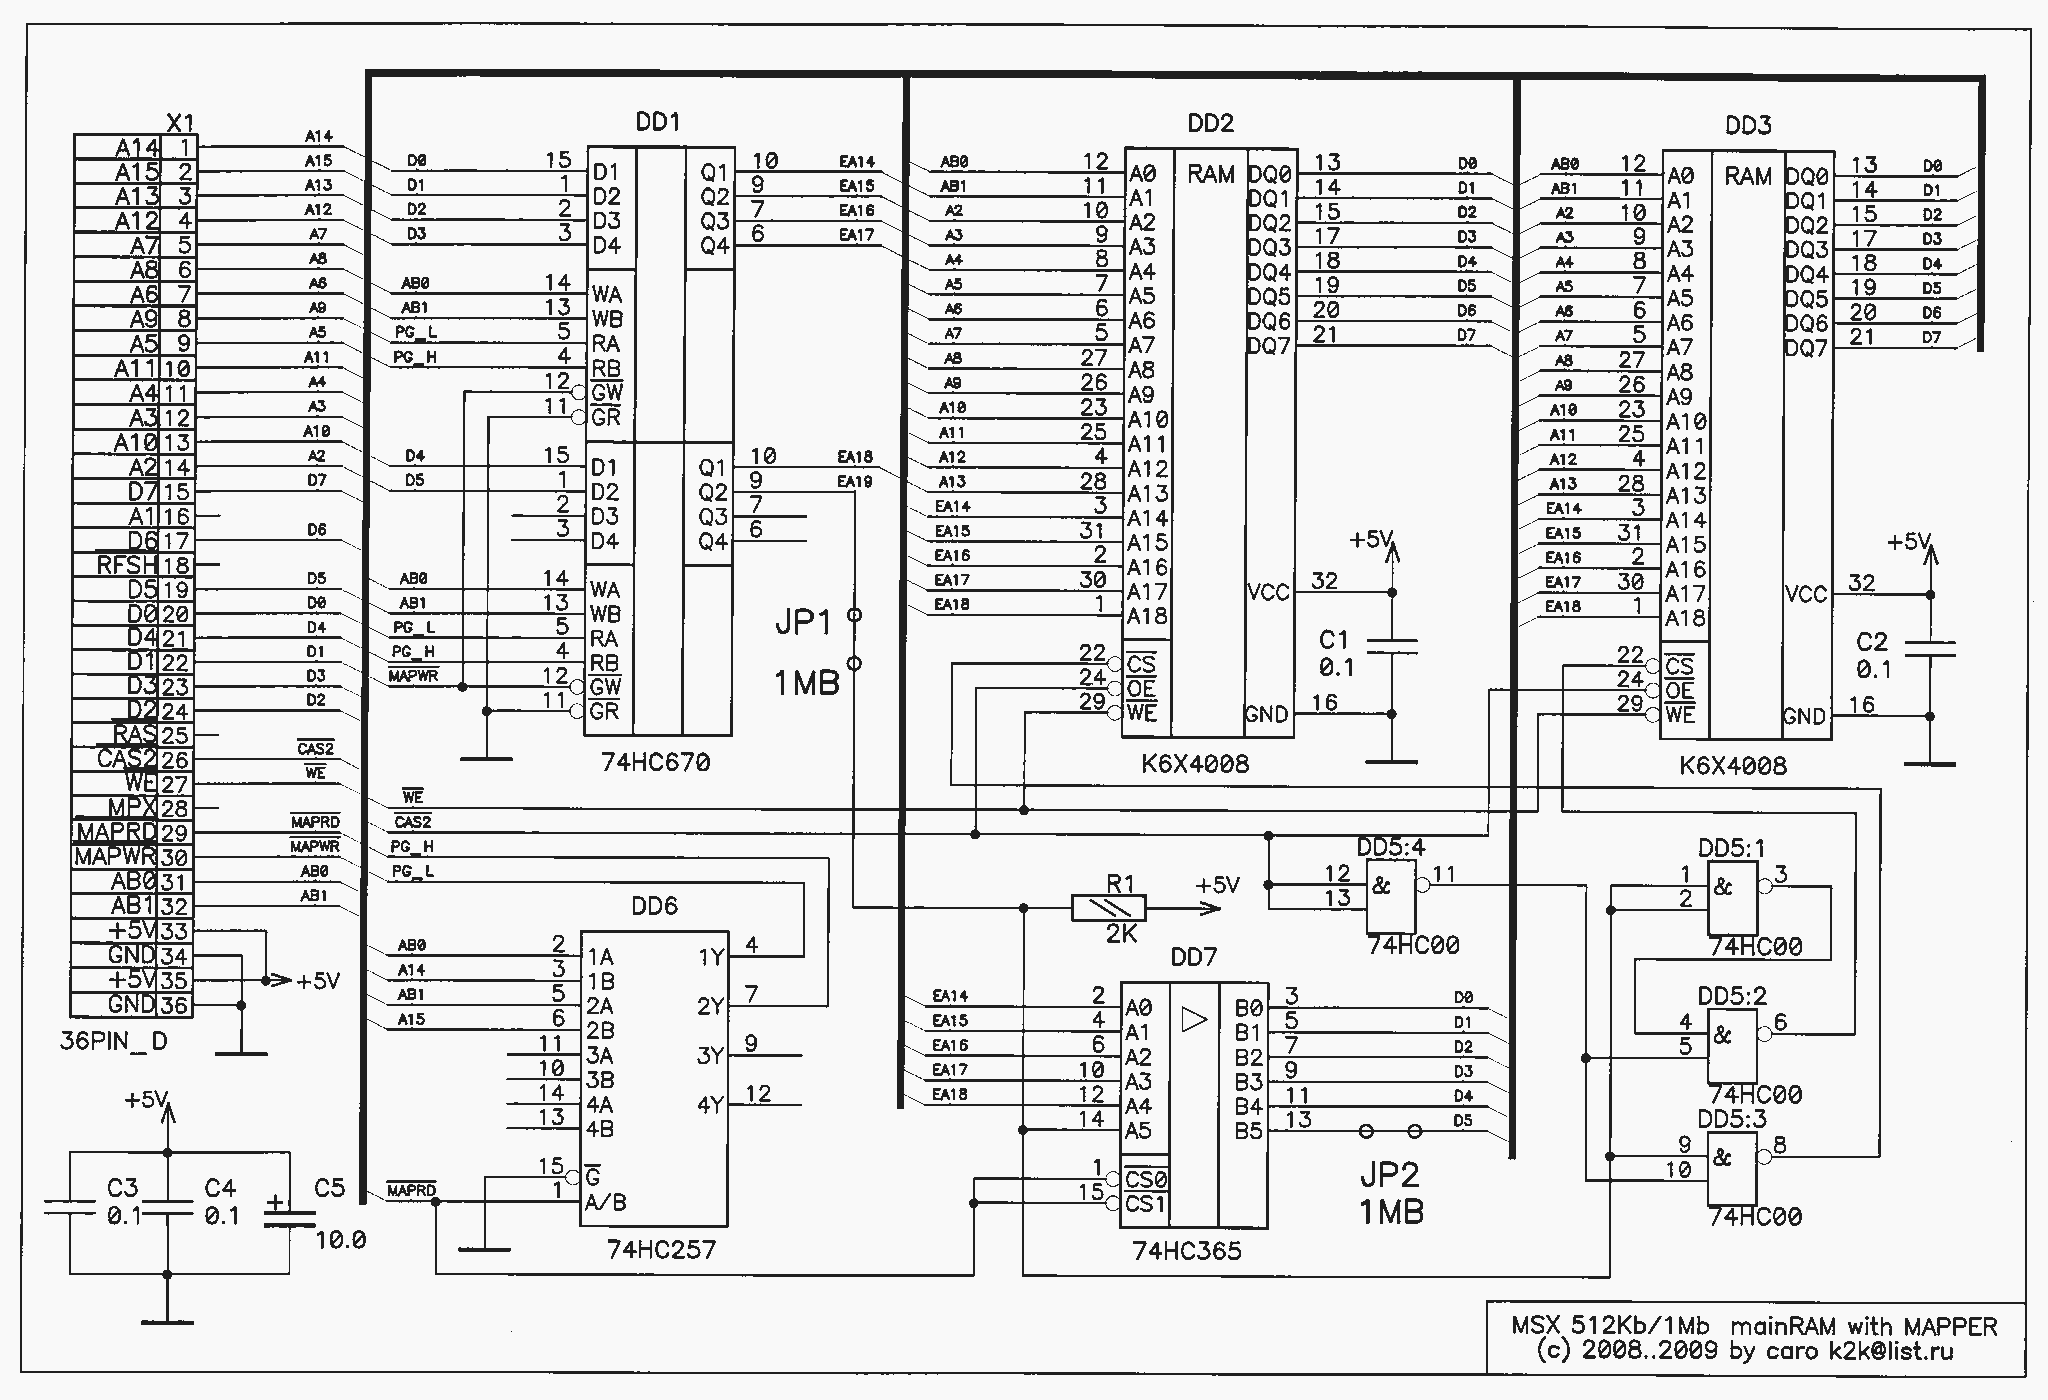 X1
A14 1 A14
A15 2 A15
A13 3 A13
A12 4 A12
A7 5 A7
A8 6 A8
A6 7 A6
A9 8 A9
A5 9 A5
A11 10 A11
A4 11 A4
A3 12 A3
A10 13 A10
A2 14 A2
D7 15 D7
A1 16
D6 17 D6
RFSH 18
D5 19 D5
D0 20 D0
D4 21 D4
D1 22 D1
D3 23 D3
D2 24 D2
RAS 25
CAS2 26 CAS2
WE 27 WE
MPX 28
MAPRD 29 MAPRD
MAPWR 30 MAPWR
AB0 31 AB0
AB1 32 AB1
+5V 33
GND 34
+5V 35 +5V
GND 36
36PIN_D
+5V
C3 0.1
C4 0.1
+ C5 10.0
DD1
D0 15 D1 Q1 10 EA14
D1 1 D2 Q2 9 EA15
D2 2 D3 Q3 7 EA16
D3 3 D4 Q4 6 EA17
AB0 14 WA
AB1 13 WB
PG_L 5 RA
PG_H 4 RB
12 GW
11 GR
D4 15 D1 Q1 10 EA18
D5 1 D2 Q2 9 EA19
2 D3 Q3 7
3 D4 Q4 6
AB0 14 WA
AB1 13 WB
PG_L 5 RA
PG_H 4 RB
MAPWR 12 GW
11 GR
74HC670
JP1
1MB
WE
CAS2
PG_H
PG_L
DD6
AB0 2 1A 1Y 4
A14 3 1B
AB1 5 2A 2Y 7
A15 6 2B
11 3A 3Y 9
10 3B
14 4A 4Y 12
13 4B
15 G
MAPRD 1 A/B
74HC257
DD2
RAM
AB0 12 A0 DQ0 13 D0
AB1 11 A1 DQ1 14 D1
A2 10 A2 DQ2 15 D2
A3 9 A3 DQ3 17 D3
A4 8 A4 DQ4 18 D4
A5 7 A5 DQ5 19 D5
A6 6 A6 DQ6 20 D6
A7 5 A7 DQ7 21 D7
A8 27 A8
A9 26 A9
A10 23 A10
A11 25 A11
A12 4 A12
A13 28 A13
EA14 3 A14
EA15 31 A15
EA16 2 A16
EA17 30 A17 VCC 32 +5V
EA18 1 A18
22 CS
24 OE
29 WE GND 16
C1 0.1
K6X4008
DD3
RAM
AB0 12 A0 DQ0 13 D0
AB1 11 A1 DQ1 14 D1
A2 10 A2 DQ2 15 D2
A3 9 A3 DQ3 17 D3
A4 8 A4 DQ4 18 D4
A5 7 A5 DQ5 19 D5
A6 6 A6 DQ6 20 D6
A7 5 A7 DQ7 21 D7
A8 27 A8
A9 26 A9
A10 23 A10
A11 25 A11
A12 4 A12
A13 28 A13
EA14 3 A14
EA15 31 A15
EA16 2 A16
EA17 30 A17 VCC 32 +5V
EA18 1 A18
22 CS
24 OE
29 WE GND 16
C2 0.1
K6X4008
R1 +5V
2K
DD5:4
12 & 11
13
74HC00
DD5:1
1 & 3
2
74HC00
DD5:2
4 & 6
5
74HC00
DD5:3
9 & 8
10
74HC00
DD7
EA14 2 A0 B0 3 D0
EA15 4 A1 B1 5 D1
EA16 6 A2 B2 7 D2
EA17 10 A3 B3 9 D3
EA18 12 A4 B4 11 D4
14 A5 B5 13 D5
1 CS0
15 CS1
74HC365
JP2
1MB
MSX 512Kb/1Mb mainRAM with MAPPER
(c) 2008..2009 by caro k2k@list.ru